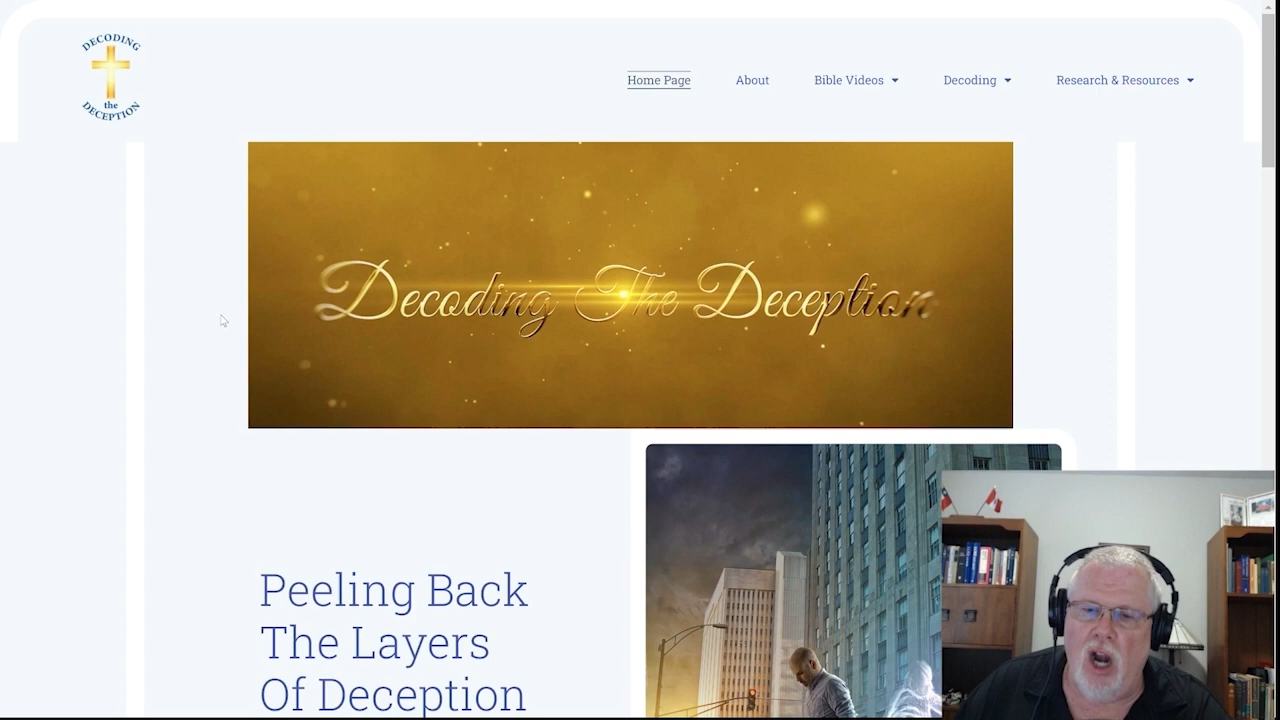 DECODING
the
DECEPTION
Home Page About Bible Videos Decoding Research & Resources
Decoding The Deception
Peeling Back
The Layers
Of Deception